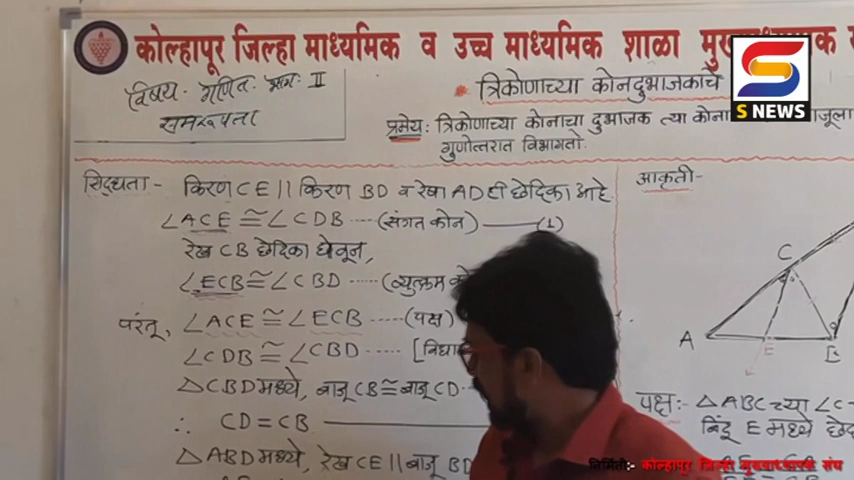 कोल्हापूर जिल्हा माध्यमिक व उच्च माध्यमिक शाळा
S NEWS
विषय - गणित भाग - II
समरूपता
* त्रिकोणाच्या कोनदुभाजकाचे
प्रमेय: त्रिकोणाच्या कोनाचा दुभाजक त्या कोना
गुणोत्तरात विभागतो.
सिद्धता - किरण CE || किरण BD व रेषा AD ही छेदिका आहे.
∠ACE ≅ ∠CDB ---- (संगत कोन) —— (1)
रेख CB छेदिका घेवून,
∠ECB ≅ ∠CBD ----- (व्युत्क्रम
परंतू, ∠ACE ≅ ∠ECB ---- (पक्ष)
∠CDB ≅ ∠CBD ----
△CBD मध्ये, बाजू CB ≅ बाजू CD --
∴ CD = CB
△ABD मध्ये, रेख CE || बाजू BD
आकृती-
C
A
E
B
पक्ष:- △ABC च्या ∠C
बिंदू E मध्ये
निर्मिती:- कोल्हापूर जिल्हा मुख्याध्यापक संघ